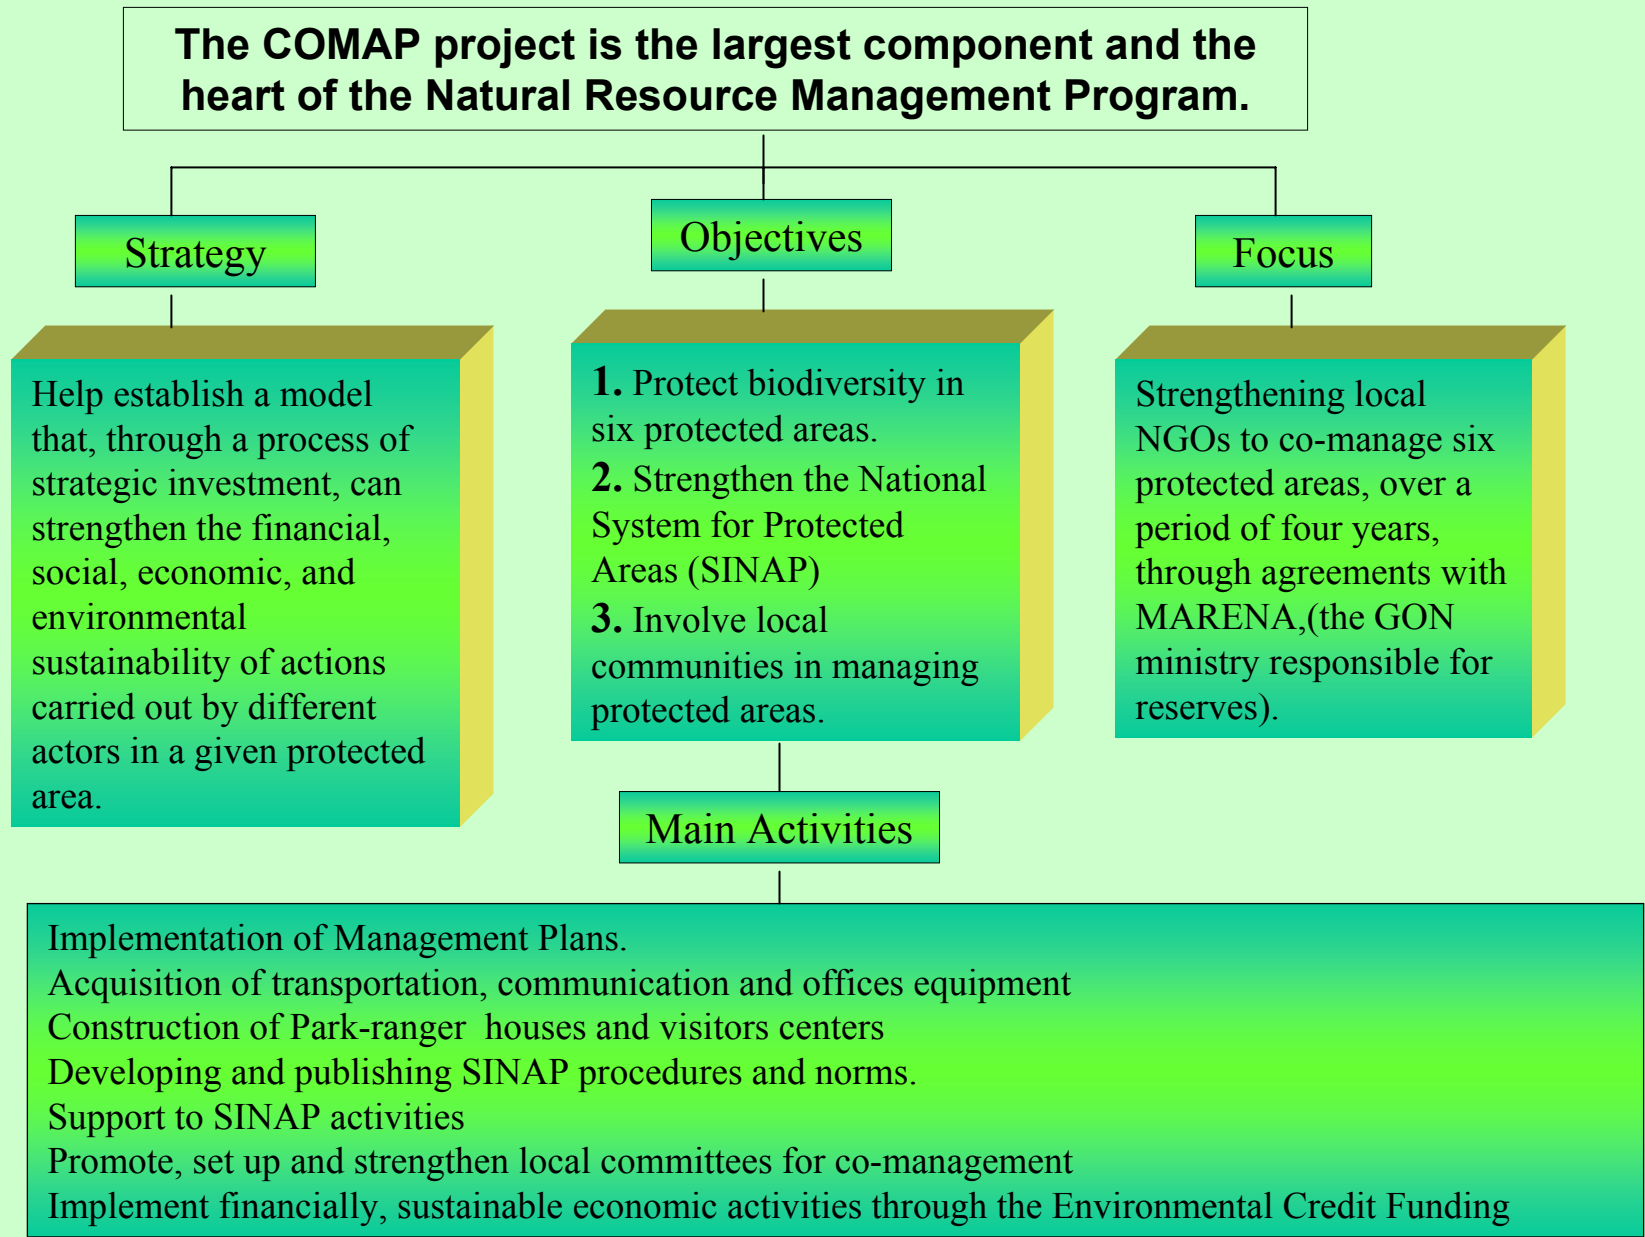 The COMAP project is the largest component and the
heart of the Natural Resource Management Program.
Strategy
Help establish a model
that, through a process of
strategic investment, can
strengthen the financial,
social, economic, and
environmental
sustainability of actions
carried out by different
actors in a given protected
area.
Objectives
1. Protect biodiversity in
six protected areas.
2. Strengthen the National
System for Protected
Areas (SINAP)
3. Involve local
communities in managing
protected areas.
Focus
Strengthening local
NGOs to co-manage six
protected areas, over a
period of four years,
through agreements with
MARENA,(the GON
ministry responsible for
reserves).
Main Activities
Implementation of Management Plans.
Acquisition of transportation, communication and offices equipment
Construction of Park-ranger  houses and visitors centers
Developing and publishing SINAP procedures and norms.
Support to SINAP activities
Promote, set up and strengthen local committees for co-management
Implement financially, sustainable economic activities through the Environmental Credit Funding